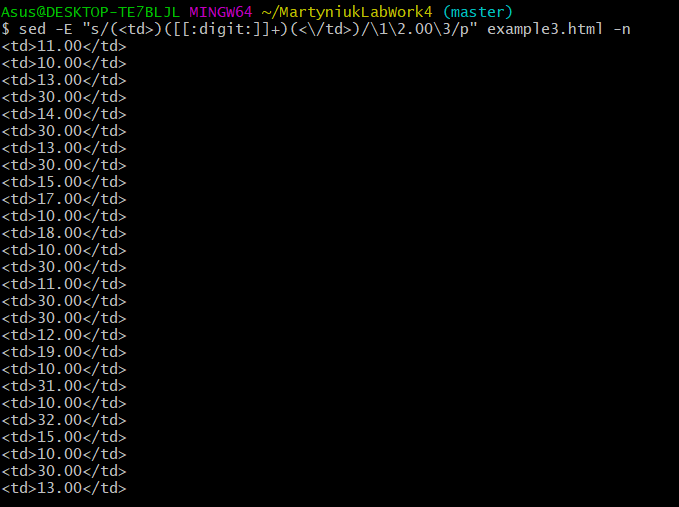 Asus@DESKTOP-TE7BLJL MINGW64 ~/MartyniukLabWork4 (master)
$ sed -E "s/(<td>)([[:digit:]]+)(<\/td>)/\1\2.00\3/p" example3.html -n
<td>11.00</td>
<td>10.00</td>
<td>13.00</td>
<td>30.00</td>
<td>14.00</td>
<td>30.00</td>
<td>13.00</td>
<td>30.00</td>
<td>15.00</td>
<td>17.00</td>
<td>10.00</td>
<td>18.00</td>
<td>10.00</td>
<td>30.00</td>
<td>11.00</td>
<td>30.00</td>
<td>30.00</td>
<td>12.00</td>
<td>19.00</td>
<td>10.00</td>
<td>31.00</td>
<td>10.00</td>
<td>32.00</td>
<td>15.00</td>
<td>10.00</td>
<td>30.00</td>
<td>13.00</td>